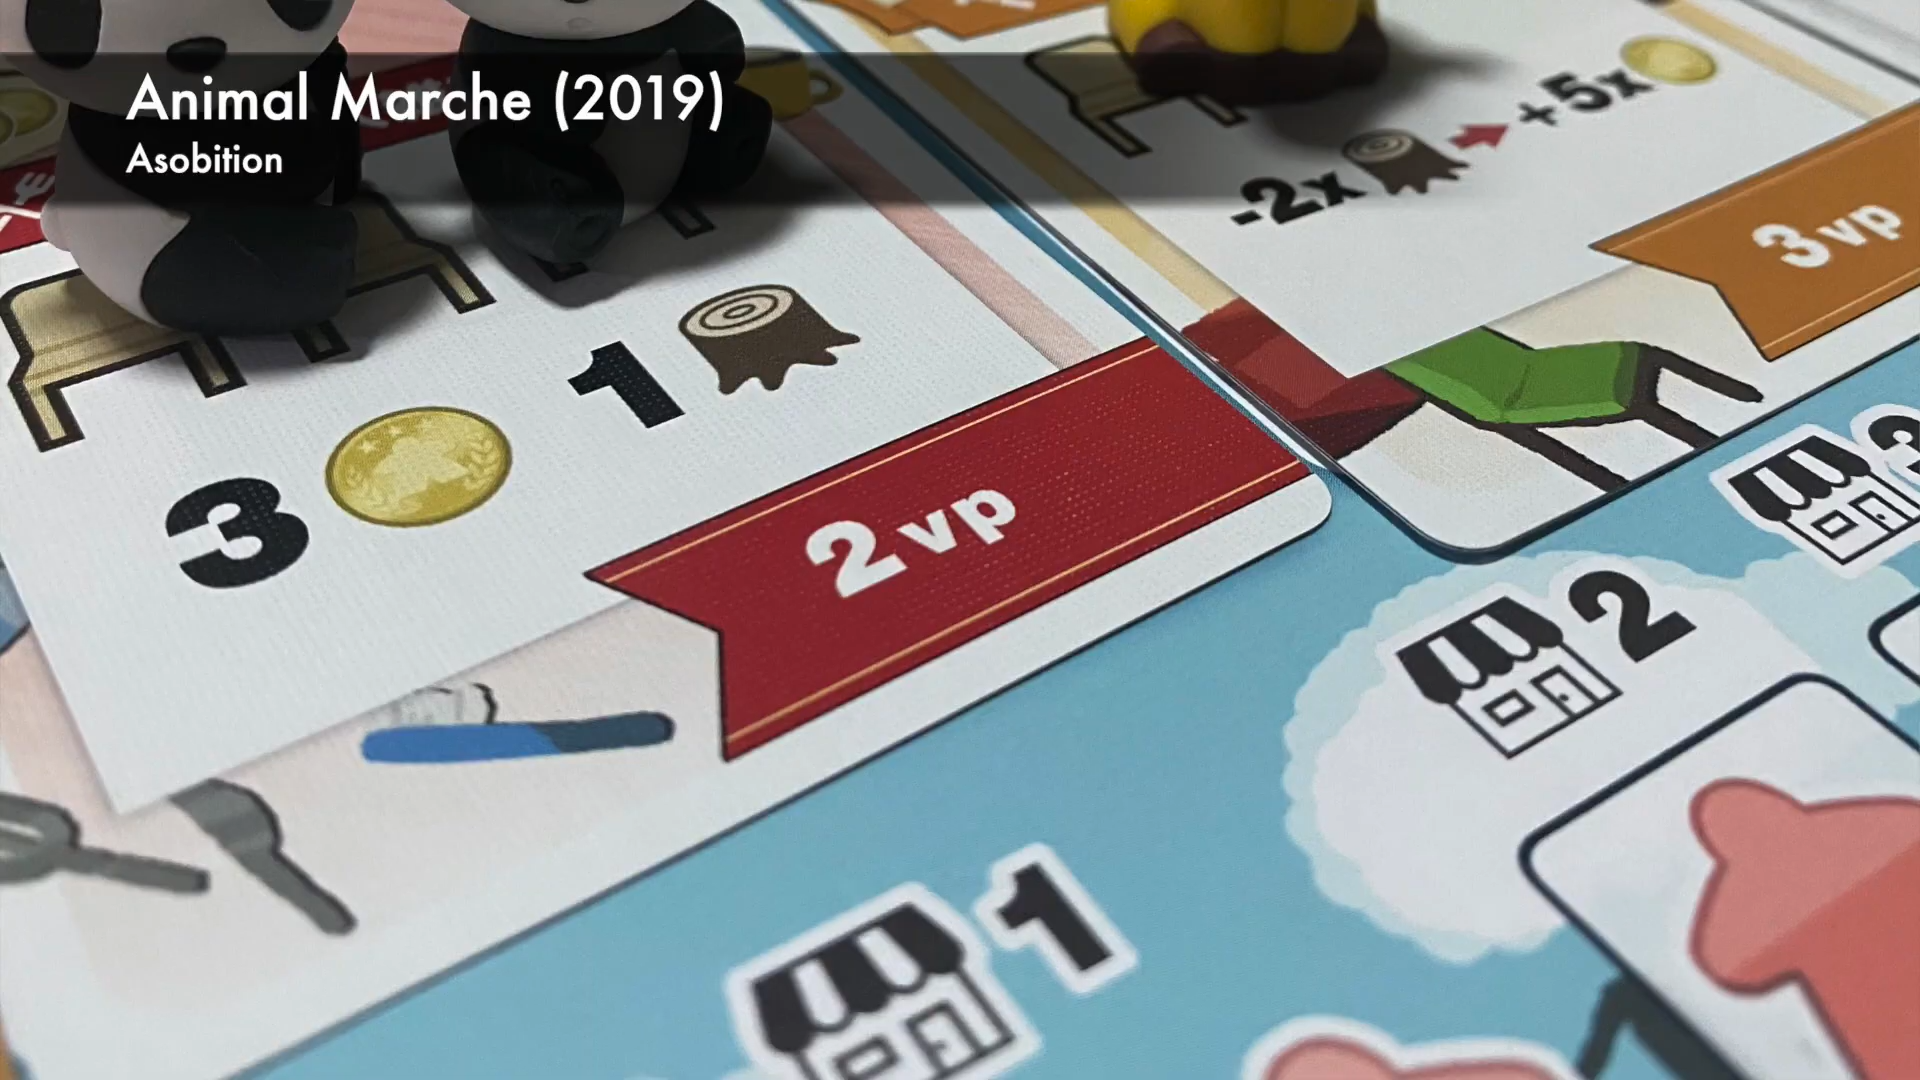 Animal Marche (2019)
Asobition
-2x → +5x
3vp
1
3
2vp
3
2
1